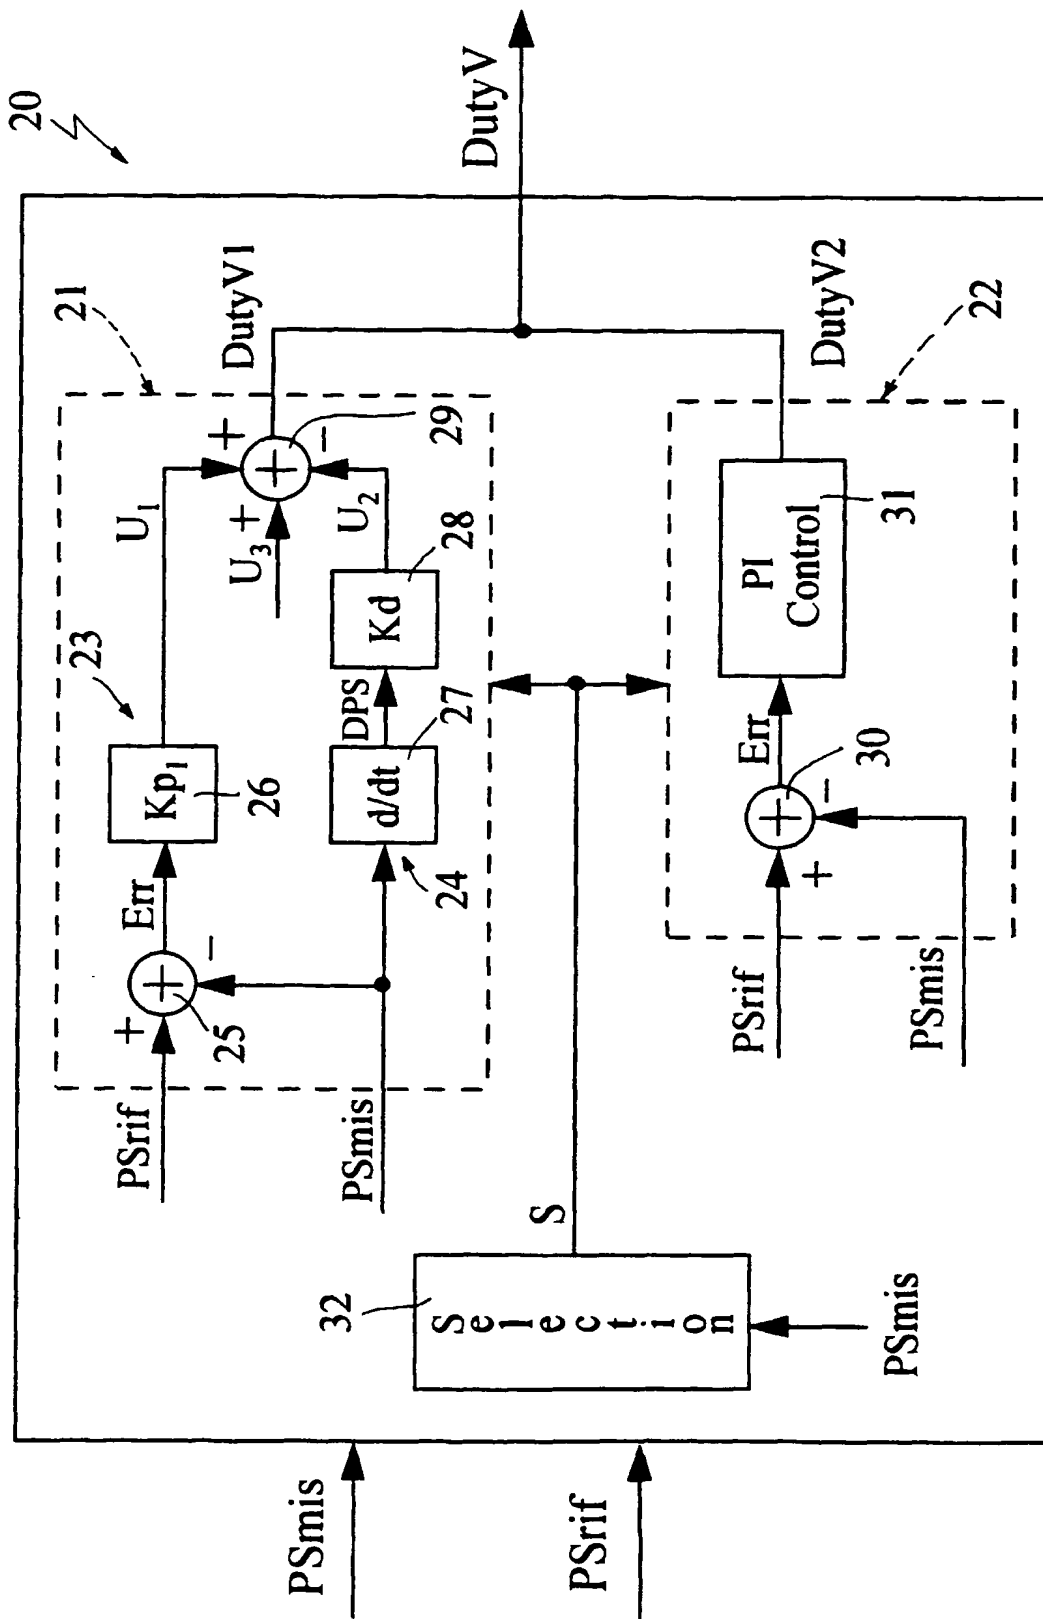 20
21
DutyV1
DutyV
23
U₁
+
29
PSrif
+
Err
Kp₁
26
25
−
U₃
+
−
U₂
PSmis
24
d/dt
27
DPS
Kd
28
32
Selection
S
PSmis
PSmis
PSrif
PSrif
+
Err
30
−
PSmis
PI
Control
31
DutyV2
22